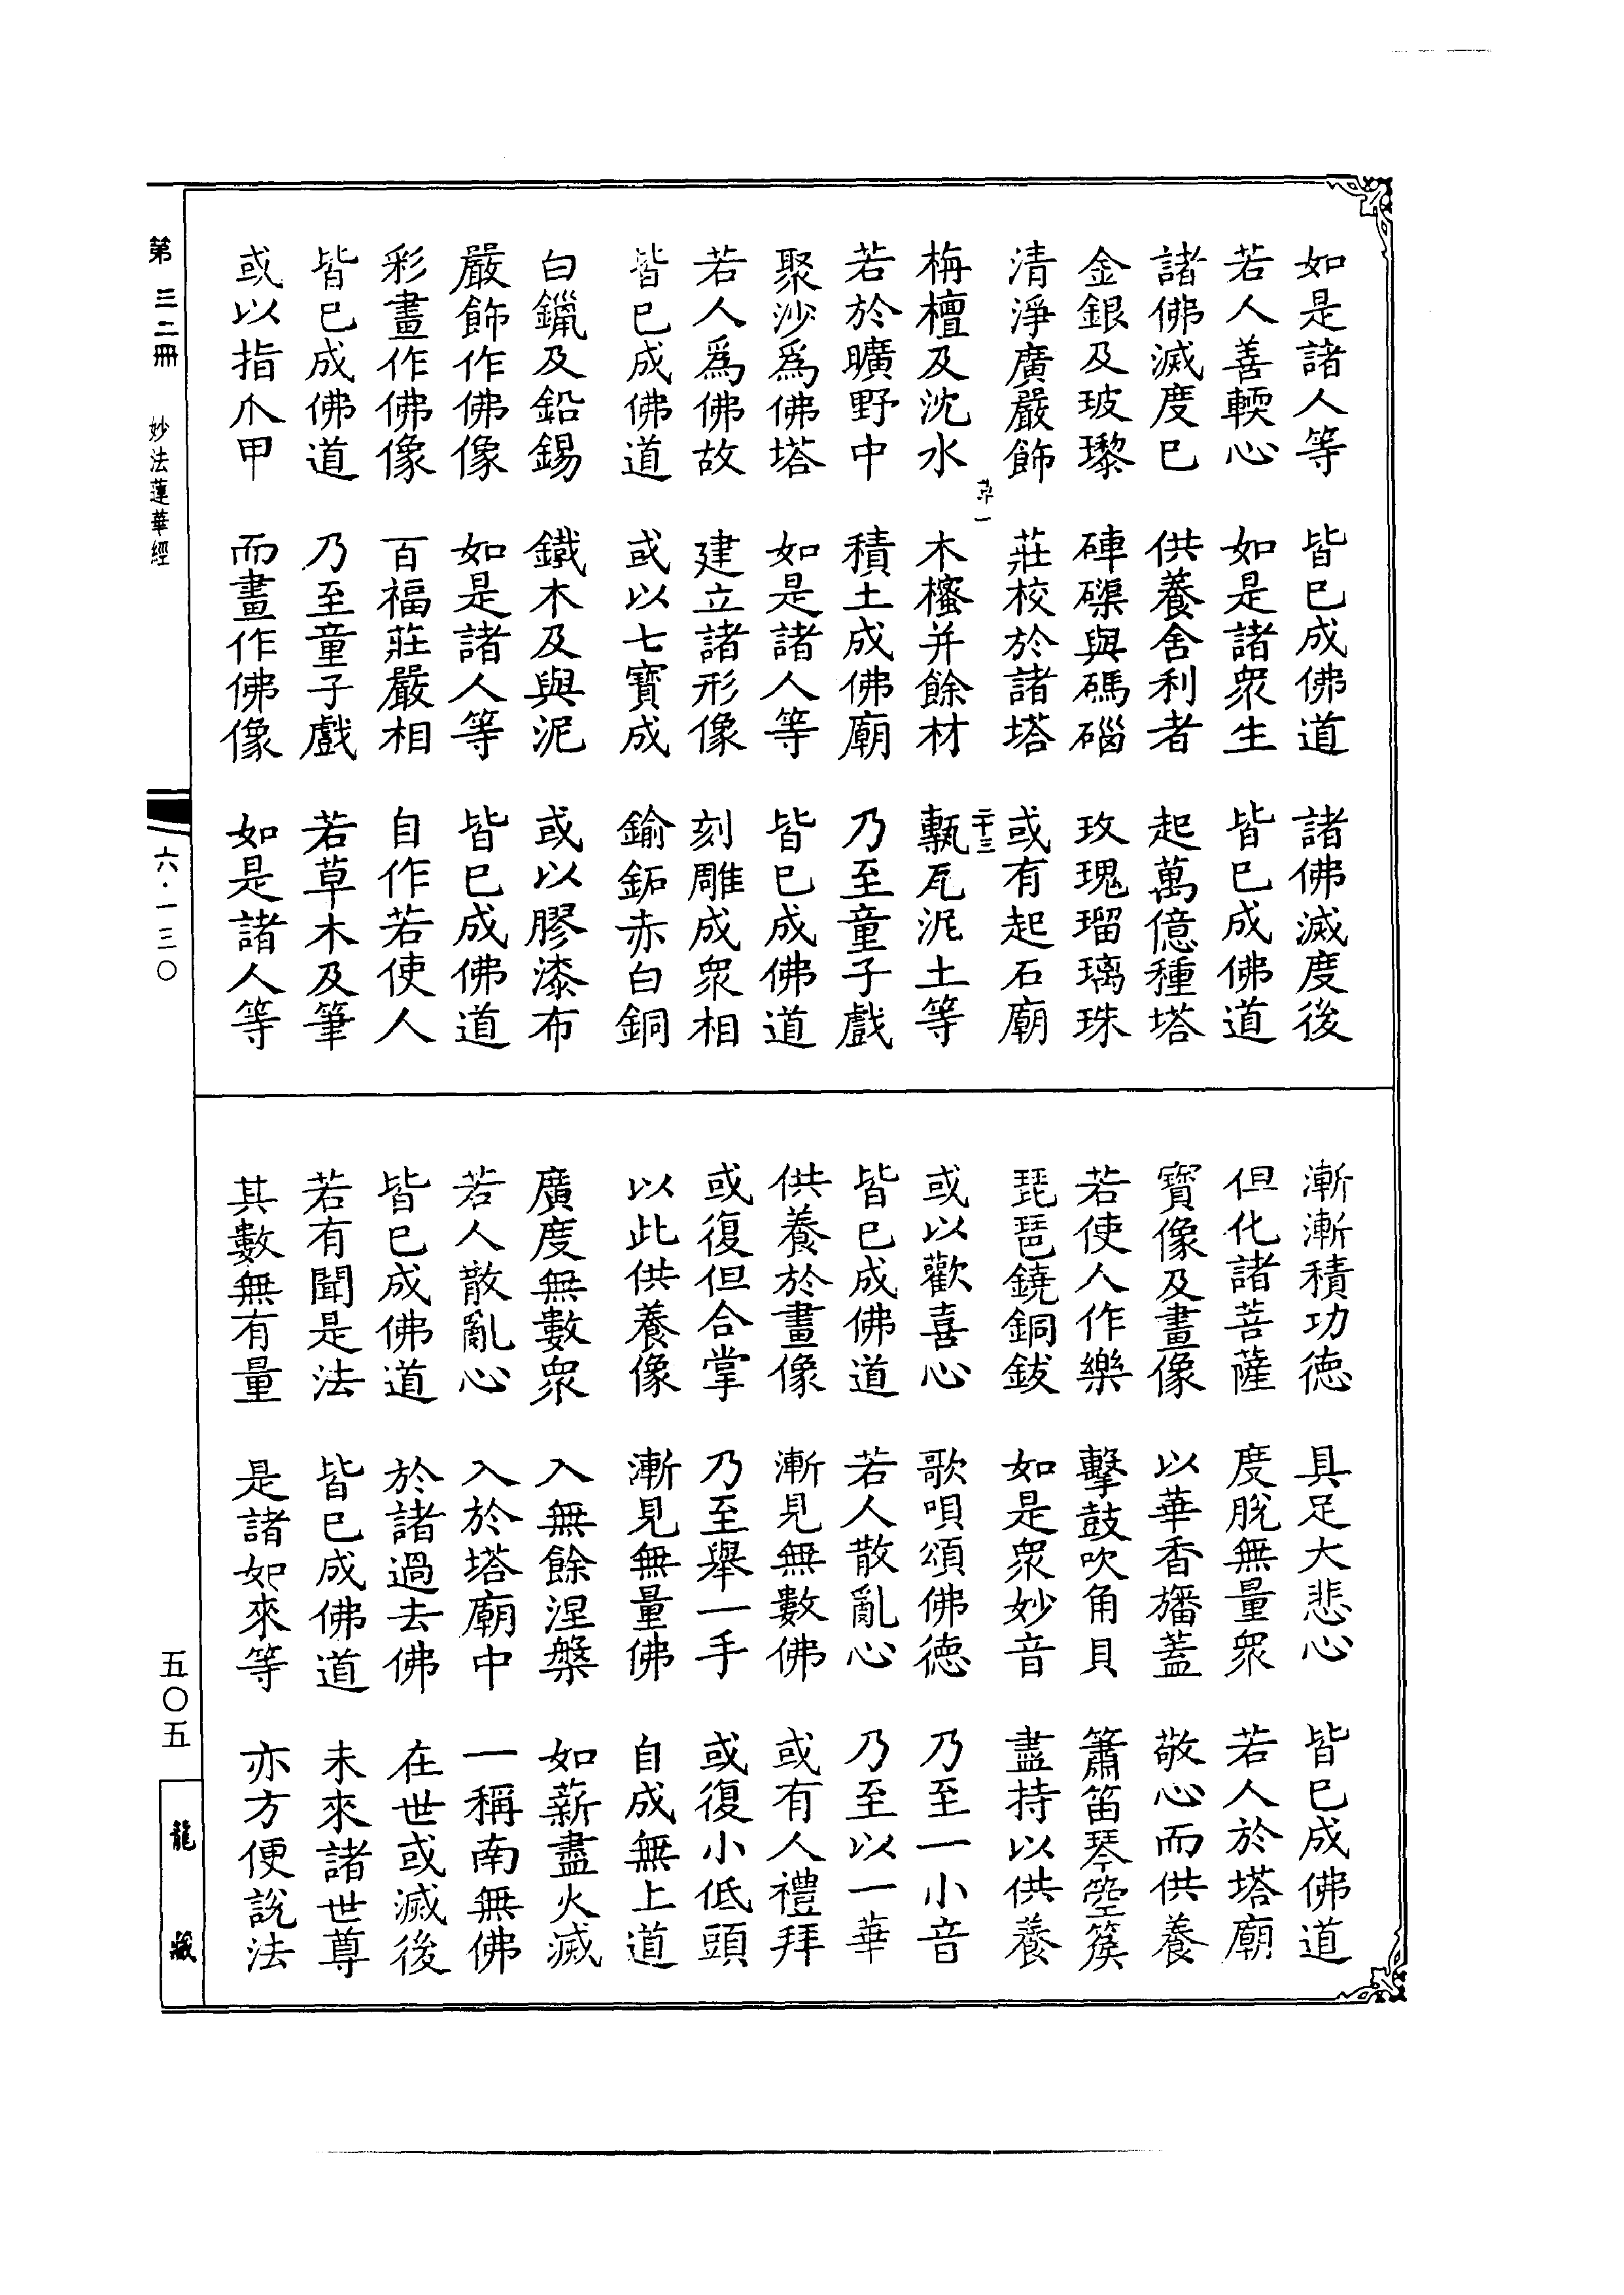 如是諸人等　皆已成佛道　諸佛滅度後
若人善輭心　如是諸眾生　皆已成佛道
諸佛滅度已　供養舍利者　起萬億種塔
金銀及玻瓈　硨磲與碼碯　玫瑰瑠璃珠
清淨廣嚴飾　莊校於諸塔　或有起石廟
栴檀及沈水　木櫁并餘材　甎瓦泥土等
若於曠野中　積土成佛廟　乃至童子戲
聚沙爲佛塔　如是諸人等　皆已成佛道
若人爲佛故　建立諸形像　刻雕成眾相
皆已成佛道　或以七寶成　鍮鉐赤白銅
白鑞及鉛錫　鐵木及與泥　或以膠漆布
嚴飾作佛像　如是諸人等　皆已成佛道
彩畫作佛像　百福莊嚴相　自作若使人
皆已成佛道　乃至童子戲　若草木及筆
或以指爪甲　而畫作佛像　如是諸人等
漸漸積功德　具足大悲心　皆已成佛道
但化諸菩薩　度脫無量眾　若人於塔廟
寶像及畫像　以華香旛蓋　敬心而供養
若使人作樂　擊鼓吹角貝　簫笛琴箜篌
琵琶鐃銅鈸　如是眾妙音　盡持以供養
或以歡喜心　歌唄頌佛德　乃至一小音
皆已成佛道　若人散亂心　乃至以一華
供養於畫像　漸見無數佛　或有人禮拜
或復但合掌　乃至舉一手　或復小低頭
以此供養像　漸見無量佛　自成無上道
廣度無數眾　入無餘涅槃　如薪盡火滅
若人散亂心　入於塔廟中　一稱南無佛
皆已成佛道　於諸過去佛　在世或滅後
若有聞是法　皆已成佛道　未來諸世尊
其數無有量　是諸如來等　亦方便說法
第三二冊　妙法蓮華經
六·一三〇
五〇五
龍藏
二十三